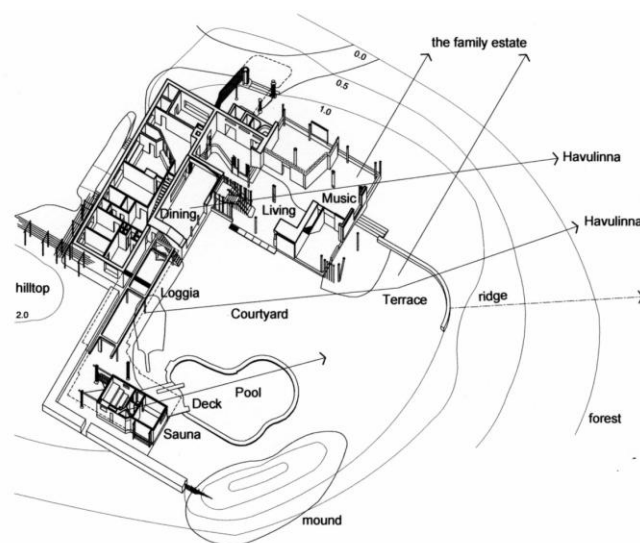 the family estate
0.0
0.5
1.0
Havulinna
Music
Dining
Living
Havulinna
hilltop
Loggia
Terrace
ridge
2.0
Courtyard
Deck
Pool
forest
Sauna
mound